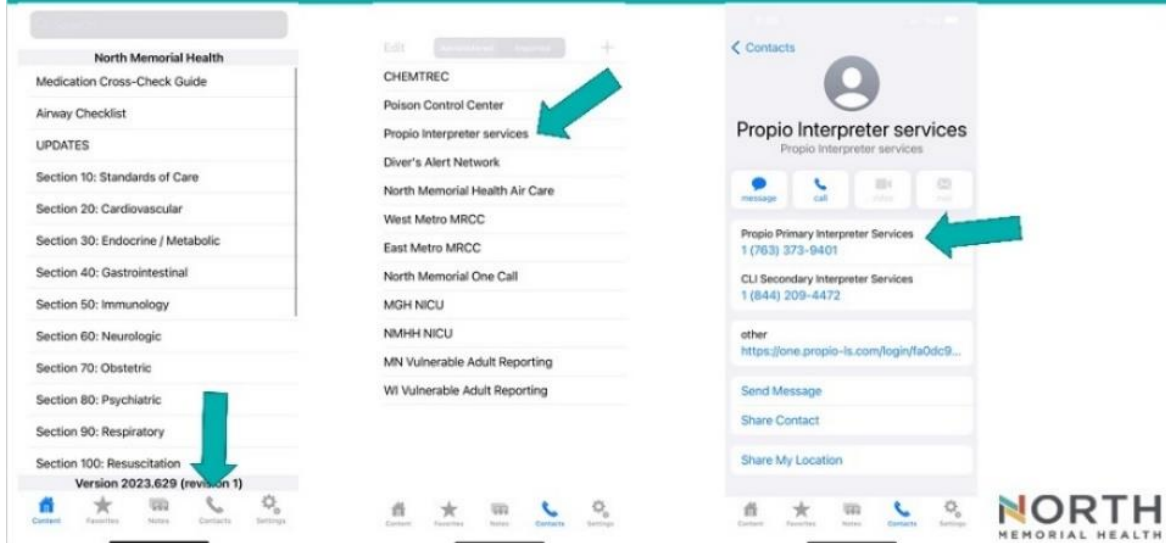 North Memorial Health
Medication Cross-Check Guide
Airway Checklist
UPDATES
Section 10: Standards of Care
Section 20: Cardiovascular
Section 30: Endocrine / Metabolic
Section 40: Gastrointestinal
Section 50: Immunology
Section 60: Neurologic
Section 70: Obstetric
Section 80: Psychiatric
Section 90: Respiratory
Section 100: Resuscitation
Version 2023.629 (revision 1)
Content Favorites Notes Contacts Settings
Edit
CHEMTREC
Poison Control Center
Propio Interpreter services
Diver's Alert Network
North Memorial Health Air Care
West Metro MRCC
East Metro MRCC
North Memorial One Call
MGH NICU
NMHH NICU
MN Vulnerable Adult Reporting
WI Vulnerable Adult Reporting
Content Favorites Notes Contacts Settings
Contacts
Propio Interpreter services
Propio Interpreter services
message call video mail
Propio Primary Interpreter Services
1 (763) 373-9401
CLI Secondary Interpreter Services
1 (844) 209-4472
other
https://one.propio-ls.com/login/fa0dc9...
Send Message
Share Contact
Share My Location
Content Favorites Notes Contacts Settings
NORTH
MEMORIAL HEALTH